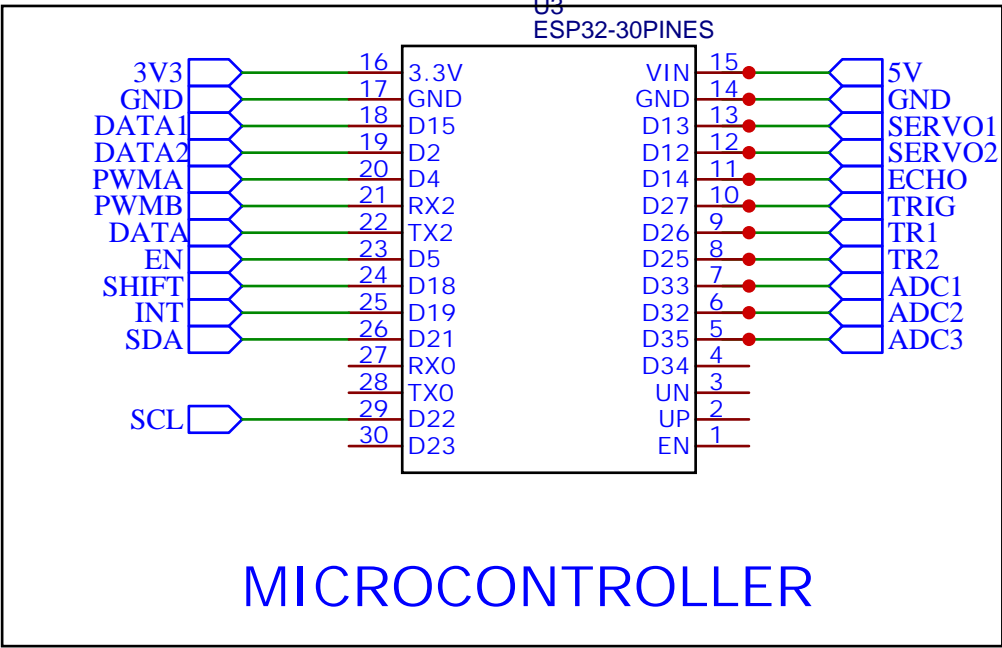 U3
ESP32-30PINES
3V3 16 3.3V VIN 15 5V
GND 17 GND GND 14 GND
DATA1 18 D15 D13 13 SERVO1
DATA2 19 D2 D12 12 SERVO2
PWMA 20 D4 D14 11 ECHO
PWMB 21 RX2 D27 10 TRIG
DATA 22 TX2 D26 9 TR1
EN 23 D5 D25 8 TR2
SHIFT 24 D18 D33 7 ADC1
INT 25 D19 D32 6 ADC2
SDA 26 D21 D35 5 ADC3
27 RX0 D34 4
28 TX0 UN 3
SCL 29 D22 UP 2
30 D23 EN 1
MICROCONTROLLER